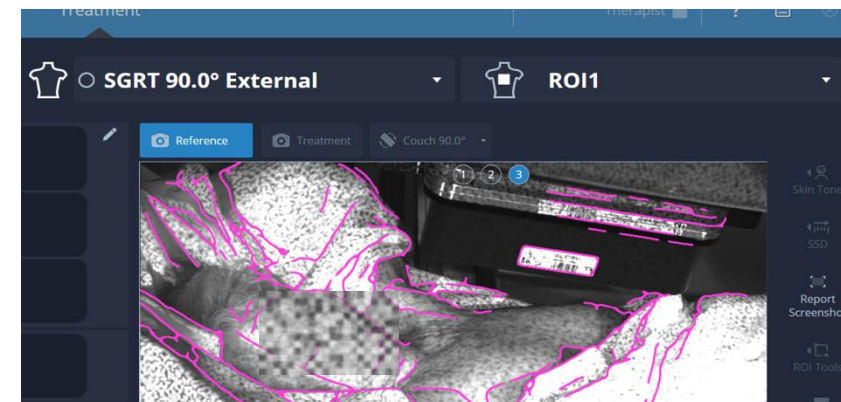 Treatment
Therapist
?
SGRT 90.0° External
ROI1
Reference
Treatment
Couch 90.0°
1 2 3
Skin Tone
SSD
Report
Screensho
ROI Tools